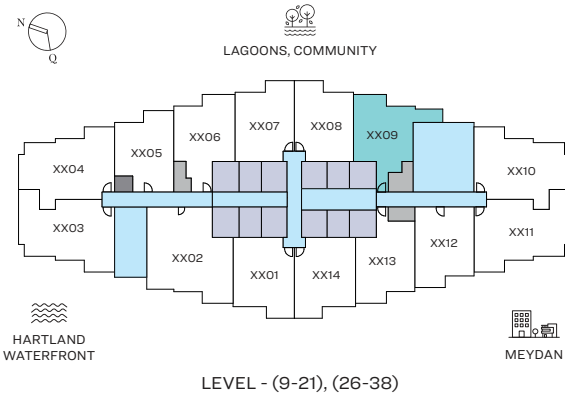 N
Q
LAGOONS, COMMUNITY
XX07
XX08
XX06
XX09
XX05
XX04
XX10
XX03
XX11
XX02
XX12
XX13
XX01
XX14
HARTLAND
WATERFRONT
MEYDAN
LEVEL - (9-21), (26-38)